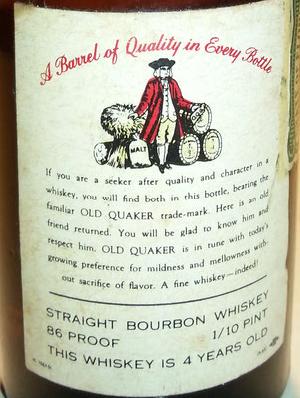 A Barrel of Quality in Every Bottle
MALT
If you are a seeker after quality and character in a
whiskey, you will find both in this bottle, bearing the
familiar OLD QUAKER trade-mark. Here is an old
friend returned. You will be glad to know him and
respect him. OLD QUAKER is in tune with today's
growing preference for mildness and mellowness with-
out sacrifice of flavor. A fine whiskey—indeed!
STRAIGHT BOURBON WHISKEY
86 PROOF 1/10 PINT
THIS WHISKEY IS 4 YEARS OLD